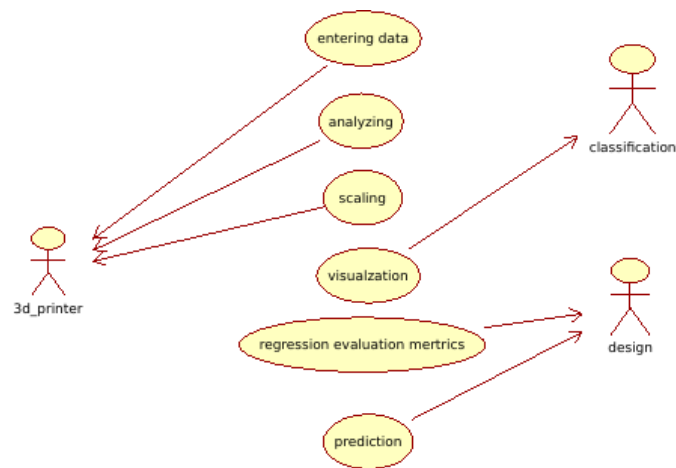 entering data
analyzing
classification
scaling
visualzation
3d_printer
regression evaluation mertrics
design
prediction